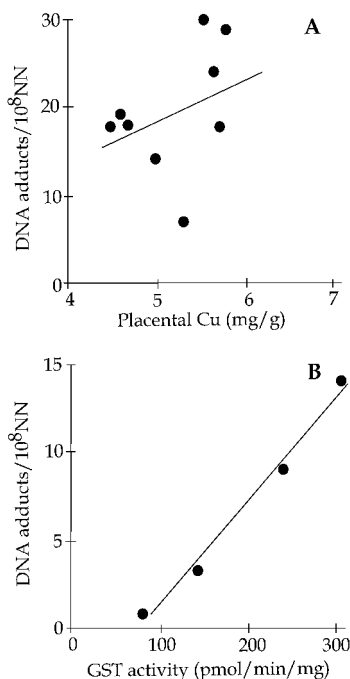 A
30
20
10
0
DNA adducts/10⁸NN
4 5 6 7
Placental Cu (mg/g)
B
15
10
5
0
DNA adducts/10⁸NN
0 100 200 300
GST activity (pmol/min/mg)